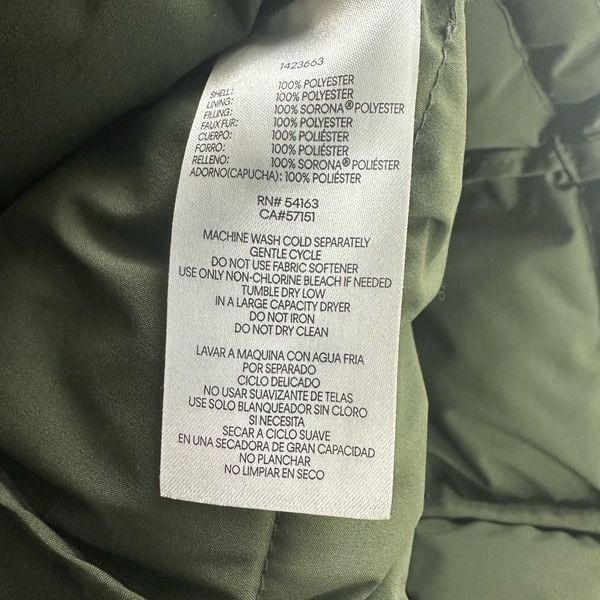 1423663
SHELL: 100% POLYESTER
LINING: 100% POLYESTER
FILLING: 100% SORONA® POLYESTER
FAUX FUR: 100% POLYESTER
CUERPO: 100% POLIÉSTER
FORRO: 100% POLIÉSTER
RELLENO: 100% SORONA® POLIÉSTER
ADORNO(CAPUCHA): 100% POLIÉSTER
RN# 54163
CA#57151
MACHINE WASH COLD SEPARATELY
GENTLE CYCLE
DO NOT USE FABRIC SOFTENER
USE ONLY NON-CHLORINE BLEACH IF NEEDED
TUMBLE DRY LOW
IN A LARGE CAPACITY DRYER
DO NOT IRON
DO NOT DRY CLEAN
LAVAR A MAQUINA CON AGUA FRIA
POR SEPARADO
CICLO DELICADO
NO USAR SUAVIZANTE DE TELAS
USE SOLO BLANQUEADOR SIN CLORO
SI NECESITA
SECAR A CICLO SUAVE
EN UNA SECADORA DE GRAN CAPACIDAD
NO PLANCHAR
NO LIMPIAR EN SECO